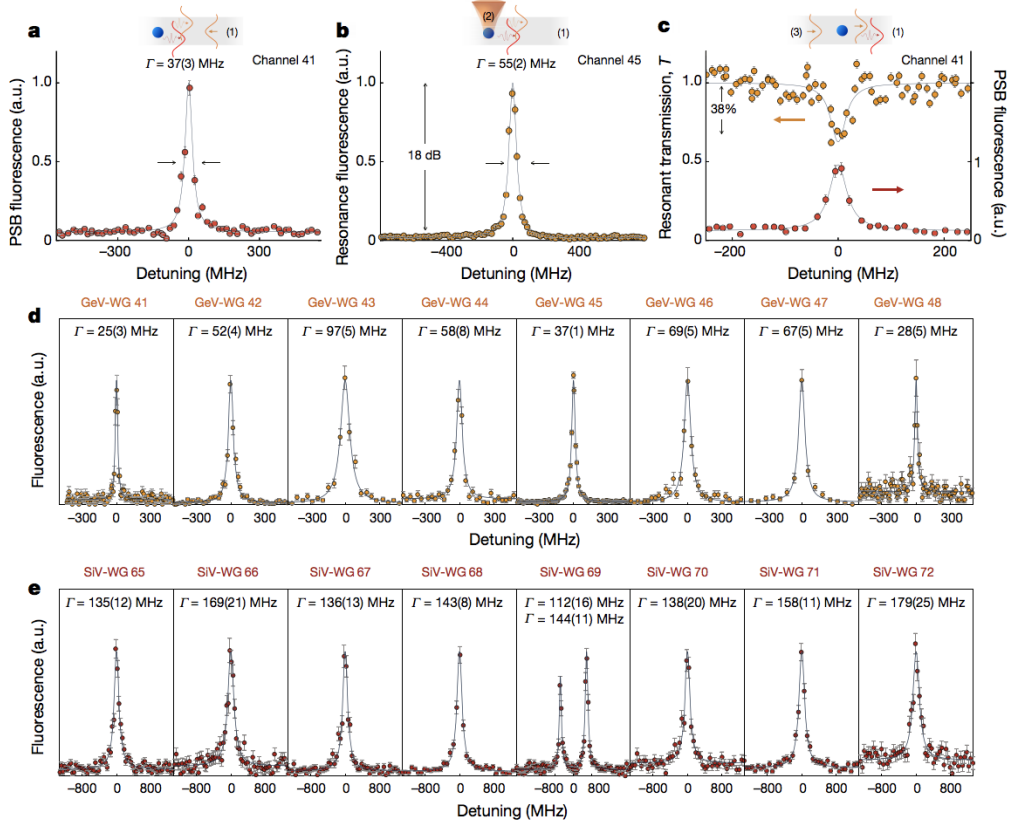 a
(1)
Γ = 37(3) MHz
Channel 41
PSB fluorescence (a.u.)
1.0
0.5
0
–300 0 300
Detuning (MHz)
b
(2)
(1)
Γ = 55(2) MHz
Channel 45
Resonance fluorescence (a.u.)
1.0
0.5
0
18 dB
–400 0 400
Detuning (MHz)
c
(3)
(1)
Channel 41
Resonant transmission, T
1.0
0.5
0
38%
1
0
PSB fluorescence (a.u.)
–200 0 200
Detuning (MHz)
d
GeV-WG 41 GeV-WG 42 GeV-WG 43 GeV-WG 44 GeV-WG 45 GeV-WG 46 GeV-WG 47 GeV-WG 48
Γ = 25(3) MHz Γ = 52(4) MHz Γ = 97(5) MHz Γ = 58(8) MHz Γ = 37(1) MHz Γ = 69(5) MHz Γ = 67(5) MHz Γ = 28(5) MHz
Fluorescence (a.u.)
–300 0 300 –300 0 300 –300 0 300 –300 0 300 –300 0 300 –300 0 300 –300 0 300 –300 0 300
Detuning (MHz)
e
SiV-WG 65 SiV-WG 66 SiV-WG 67 SiV-WG 68 SiV-WG 69 SiV-WG 70 SiV-WG 71 SiV-WG 72
Γ = 135(12) MHz Γ = 169(21) MHz Γ = 136(13) MHz Γ = 143(8) MHz Γ = 112(16) MHz Γ = 138(20) MHz Γ = 158(11) MHz Γ = 179(25) MHz
Γ = 144(11) MHz
Fluorescence (a.u.)
–800 0 800 –800 0 800 –800 0 800 –800 0 800 –800 0 800 –800 0 800 –800 0 800 –800 0 800
Detuning (MHz)